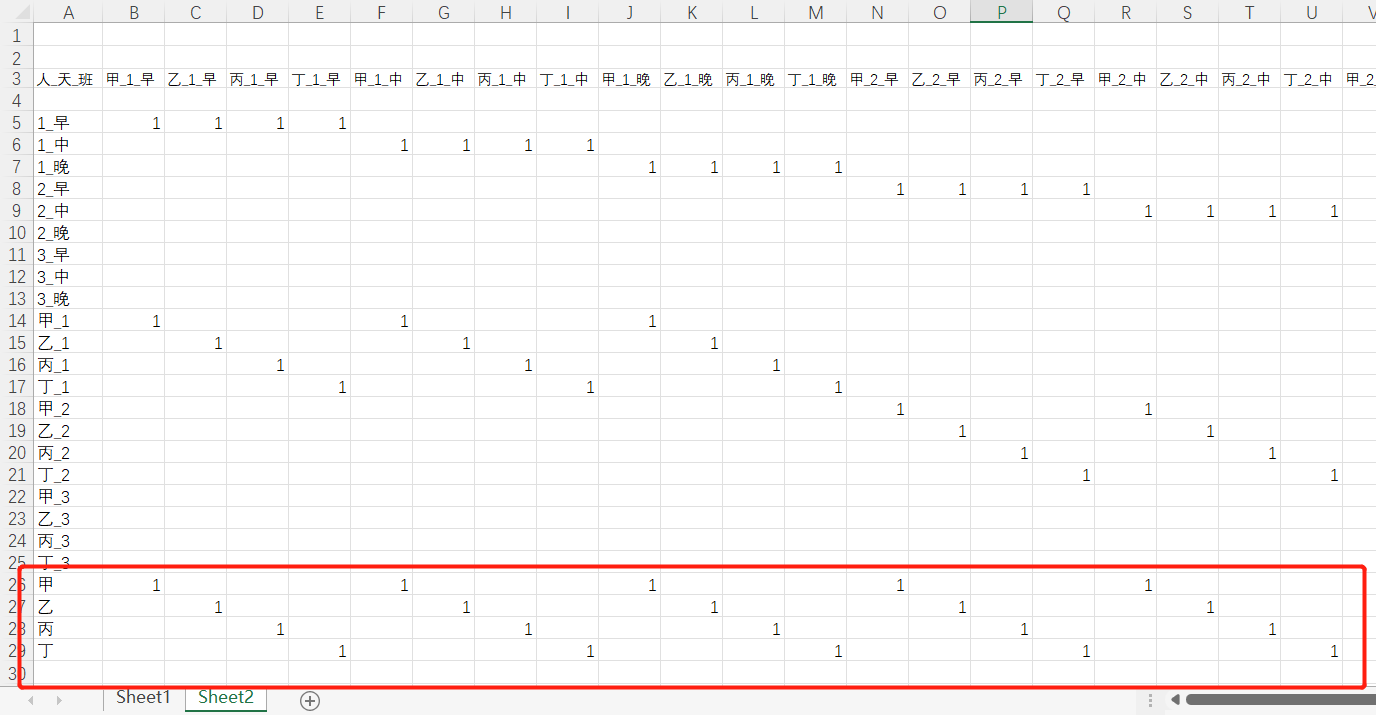 A B C D E F G H I J K L M N O P Q R S T U V
1
2
3 人_天_班 甲_1_早 乙_1_早 丙_1_早 丁_1_早 甲_1_中 乙_1_中 丙_1_中 丁_1_中 甲_1_晚 乙_1_晚 丙_1_晚 丁_1_晚 甲_2_早 乙_2_早 丙_2_早 丁_2_早 甲_2_中 乙_2_中 丙_2_中 丁_2_中 甲_2
4
5 1_早 1 1 1 1
6 1_中 1 1 1 1
7 1_晚 1 1 1 1
8 2_早 1 1 1 1
9 2_中 1 1 1 1
10 2_晚
11 3_早
12 3_中
13 3_晚
14 甲_1 1 1 1
15 乙_1 1 1 1
16 丙_1 1 1 1
17 丁_1 1 1 1
18 甲_2 1 1
19 乙_2 1 1
20 丙_2 1 1
21 丁_2 1 1
22 甲_3
23 乙_3
24 丙_3
25 丁_3
26 甲 1 1 1 1 1
27 乙 1 1 1 1 1
28 丙 1 1 1 1 1
29 丁 1 1 1 1 1
30
Sheet1 Sheet2